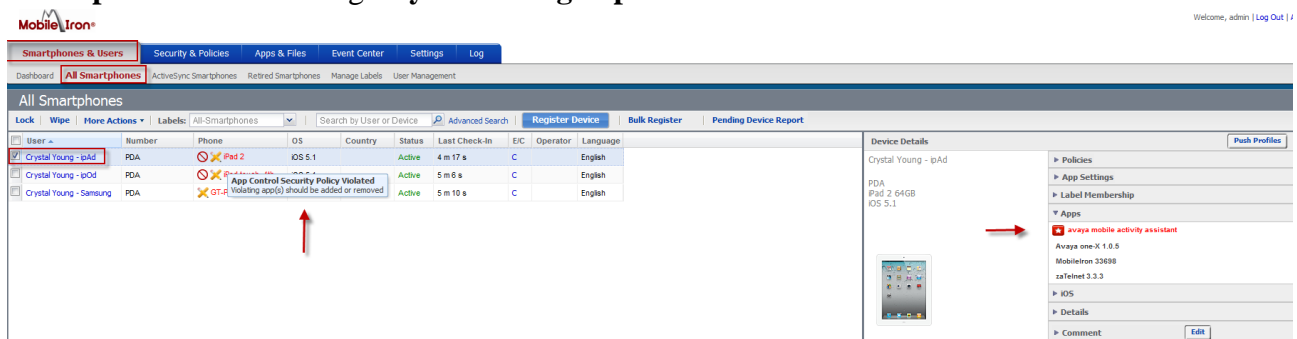 Mobile Iron
Welcome, admin | Log Out |
Smartphones & Users Security & Policies Apps & Files Event Center Settings Log
Dashboard All Smartphones ActiveSync Smartphones Retired Smartphones Manage Labels User Management
All Smartphones
Lock | Wipe | More Actions | Labels: All-Smartphones | Search by User or Device Advanced Search | Register Device | Bulk Register | Pending Device Report
User Number Phone OS Country Status Last Check-In E/C Operator Language
Crystal Young - ipAd PDA iPad 2 iOS 5.1 Active 4 m 17 s C English
Crystal Young - ipOd PDA Active 5 m 6 s C English
Crystal Young - Samsung PDA Active 5 m 10 s C English
App Control Security Policy Violated
Violating app(s) should be added or removed
Device Details Push Profiles
Crystal Young - ipAd
PDA
iPad 2 64GB
iOS 5.1
Policies
App Settings
Label Membership
Apps
avaya mobile activity assistant
Avaya one-X 1.0.5
MobileIron 33698
zaTelnet 3.3.3
iOS
Details
Comment Edit